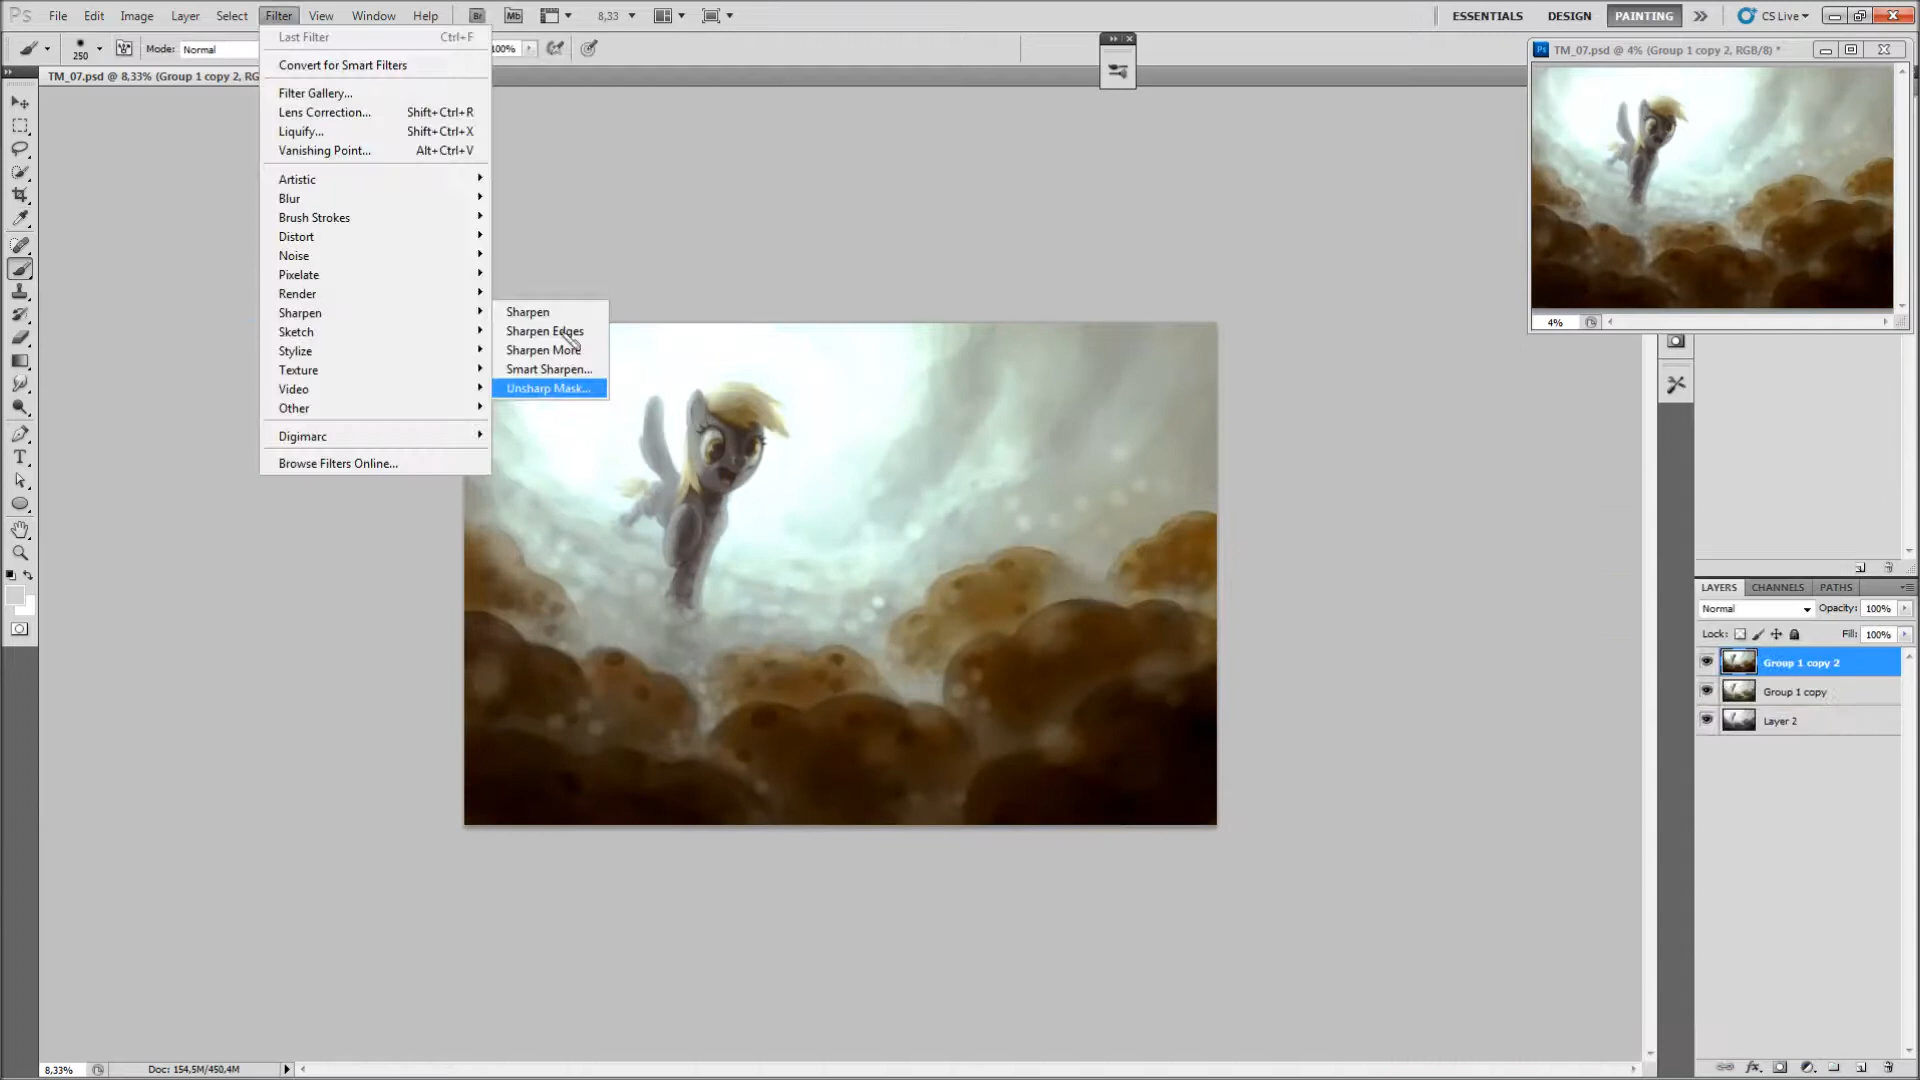 Ps File Edit Image Layer Select Filter View Window Help Br Mb 8,33 ESSENTIALS DESIGN PAINTING CS Live
250 Mode: Normal 100%
TM_07.psd @ 8,33% (Group 1 copy 2, RG
Last Filter Ctrl+F
Convert for Smart Filters
Filter Gallery...
Lens Correction... Shift+Ctrl+R
Liquify... Shift+Ctrl+X
Vanishing Point... Alt+Ctrl+V
Artistic
Blur
Brush Strokes
Distort
Noise
Pixelate
Render
Sharpen
Sketch
Stylize
Texture
Video
Other
Digimarc
Browse Filters Online...
Sharpen
Sharpen Edges
Sharpen More
Smart Sharpen...
Unsharp Mask...
Ps TM_07.psd @ 4% (Group 1 copy 2, RGB/8) *
4%
LAYERS CHANNELS PATHS
Normal Opacity: 100%
Lock: Fill: 100%
Group 1 copy 2
Group 1 copy
Layer 2
T
fx
8,33% Doc: 154,5M/450,4M